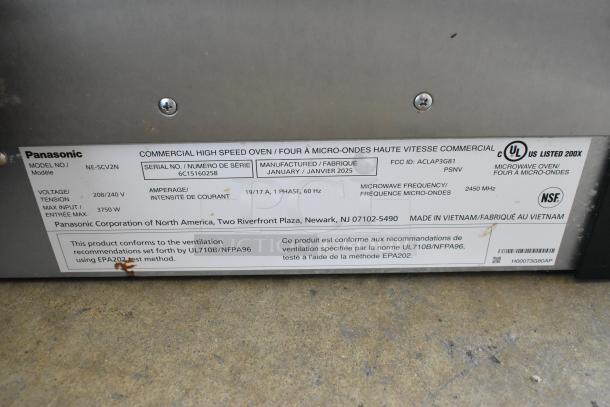 Panasonic COMMERCIAL HIGH SPEED OVEN / FOUR À MICRO-ONDES HAUTE VITESSE COMMERCIAL
MODEL NO./ Modèle NE-SCV2N
SERIAL NO. / NUMÉRO DE SÉRIE
6C15160258
MANUFACTURED / FABRIQUÉ
JANUARY / JANVIER 2025
FCC ID: ACLAP3G81
PSNV
C UL US LISTED 200X
MICROWAVE OVEN/
FOUR À MICRO-ONDES
VOLTAGE/ TENSION : 208/240 V
AMPERAGE/ INTENSITÉ DE COURANT : 19/17 A, 1 PHASE, 60 Hz
MICROWAVE FREQUENCY/ FRÉQUENCE MICRO-ONDES : 2450 MHz
MAX INPUT / ENTRÉE MAX. : 3750 W
NSF
Panasonic Corporation of North America, Two Riverfront Plaza, Newark, NJ 07102-5490 MADE IN VIETNAM/FABRIQUÉ AU VIETNAM
This product conforms to the ventilation
recommendations set forth by UL710B/NFPA96
using EPA202 test method.
Ce produit est conforme aux recommandations de
ventilation spécifiée par la norme UL710B/NFPA96,
testé à l'aide de la méthode EPA202.
H00073G80AP